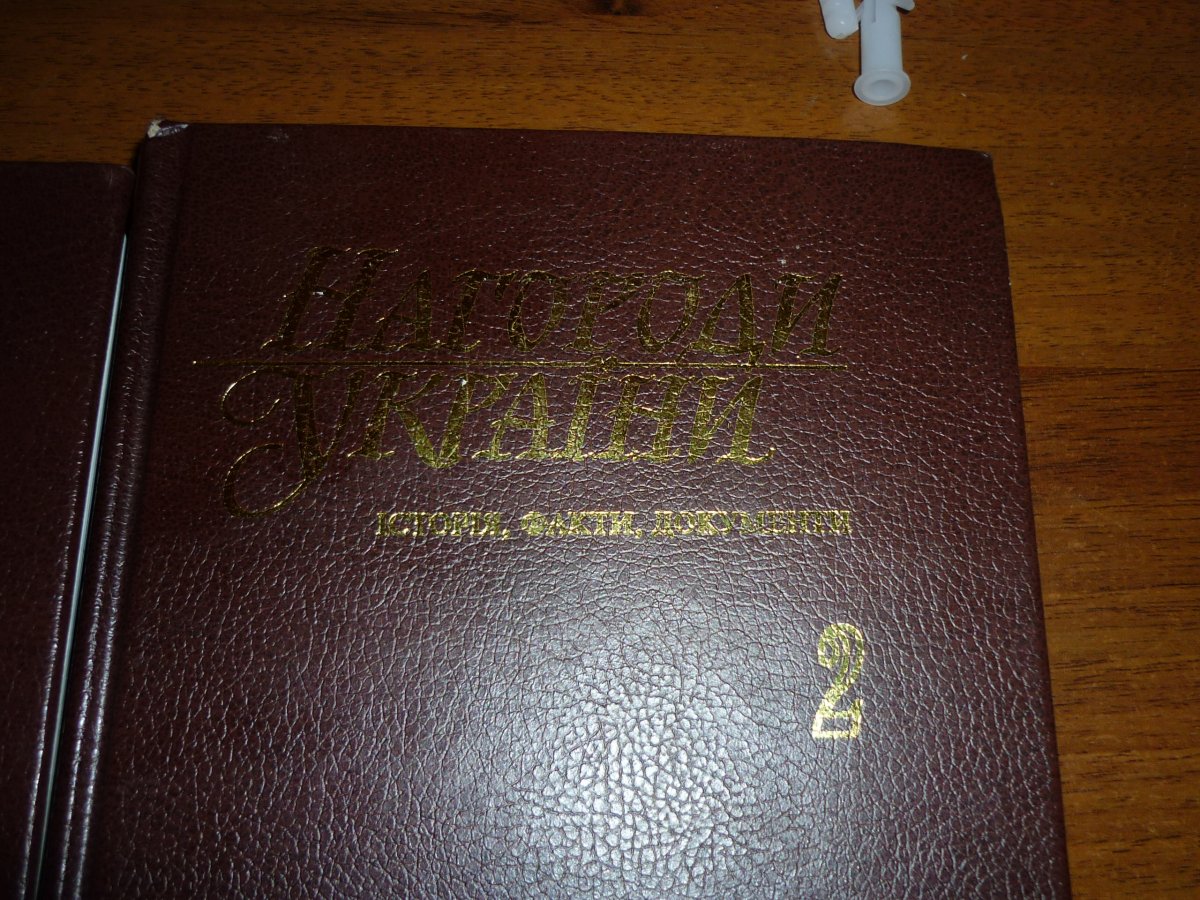 НАГОРОДИ
УКРАЇНИ
ІСТОРІЯ, ФАКТИ, ДОКУМЕНТИ
2